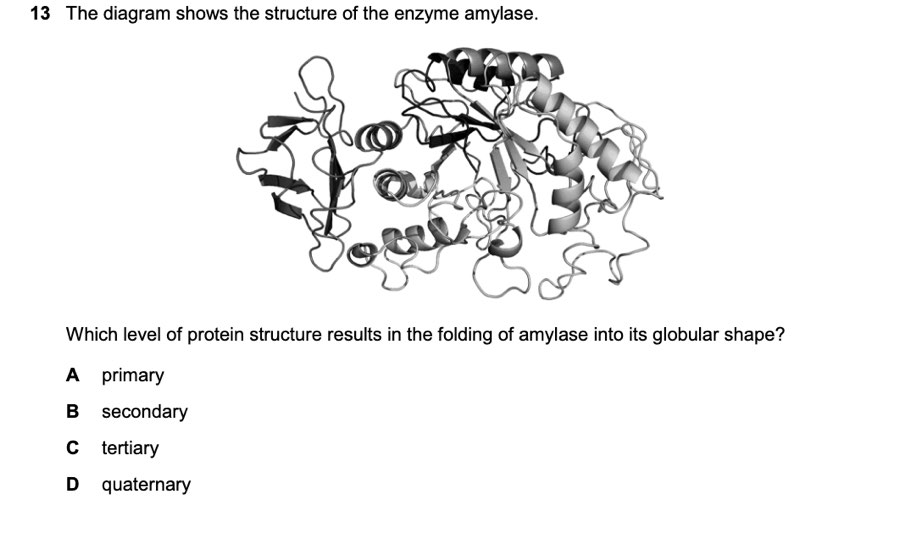 13 The diagram shows the structure of the enzyme amylase.
Which level of protein structure results in the folding of amylase into its globular shape?
A primary
B secondary
C tertiary
D quaternary